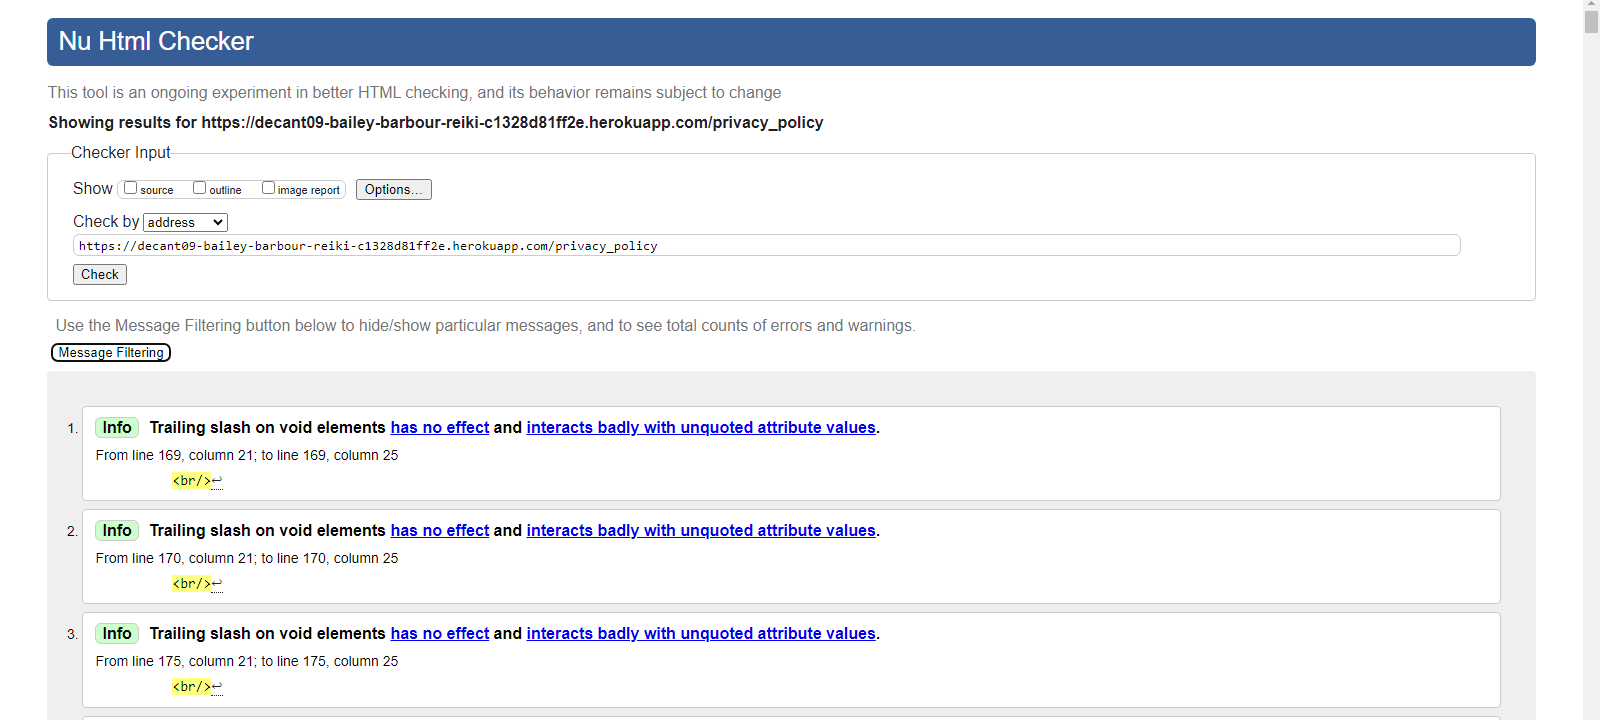 Nu Html Checker
This tool is an ongoing experiment in better HTML checking, and its behavior remains subject to change
Showing results for https://decant09-bailey-barbour-reiki-c1328d81ff2e.herokuapp.com/privacy_policy
Checker Input
Show source outline image report Options...
Check by address
https://decant09-bailey-barbour-reiki-c1328d81ff2e.herokuapp.com/privacy_policy
Check
Use the Message Filtering button below to hide/show particular messages, and to see total counts of errors and warnings.
Message Filtering
1. Info Trailing slash on void elements has no effect and interacts badly with unquoted attribute values.
From line 169, column 21; to line 169, column 25
<br/>↩
2. Info Trailing slash on void elements has no effect and interacts badly with unquoted attribute values.
From line 170, column 21; to line 170, column 25
<br/>↩
3. Info Trailing slash on void elements has no effect and interacts badly with unquoted attribute values.
From line 175, column 21; to line 175, column 25
<br/>↩